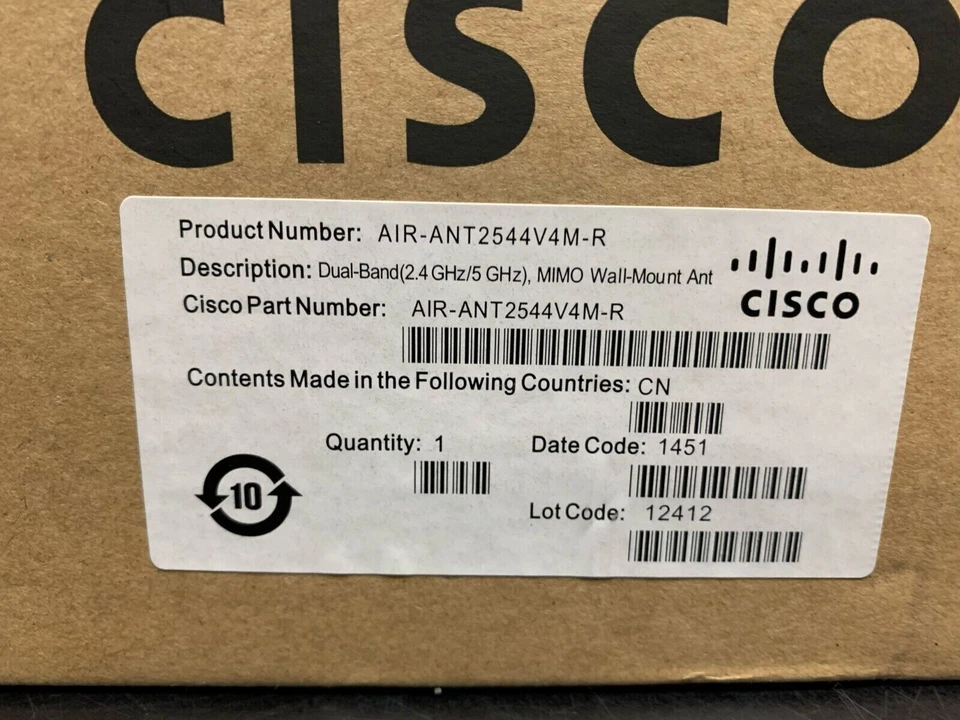 CISCO
Product Number: AIR-ANT2544V4M-R
Description: Dual-Band(2.4 GHz/5 GHz), MIMO Wall-Mount Ant
CISCO
Cisco Part Number: AIR-ANT2544V4M-R
Contents Made in the Following Countries: CN
Quantity: 1 Date Code: 1451
10
Lot Code: 12412